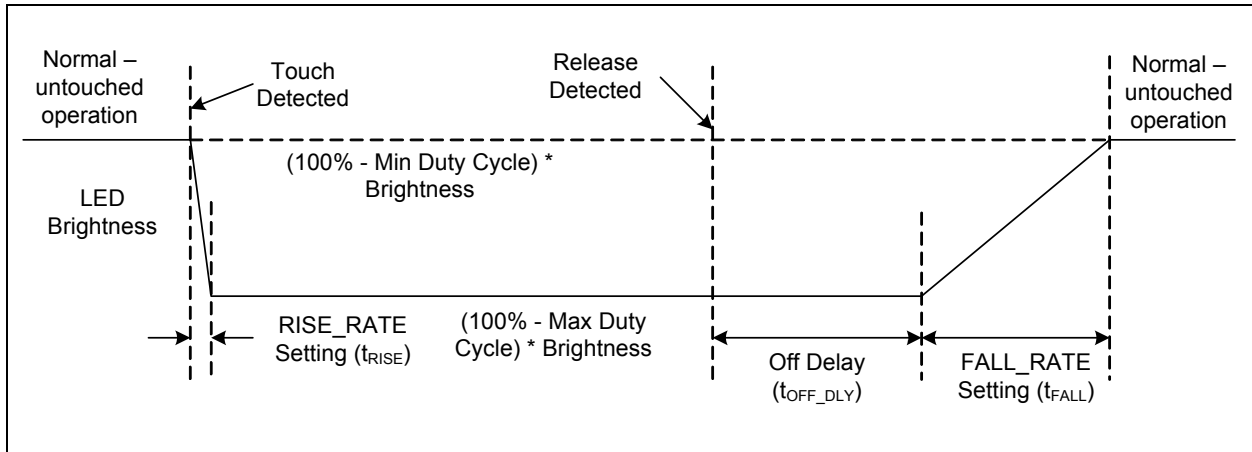 Normal –
untouched
operation
Touch
Detected
Release
Detected
Normal –
untouched
operation
(100% - Min Duty Cycle) *
Brightness
LED
Brightness
RISE_RATE
Setting (tRISE)
(100% - Max Duty
Cycle) * Brightness
Off Delay
(tOFF_DLY)
FALL_RATE
Setting (tFALL)